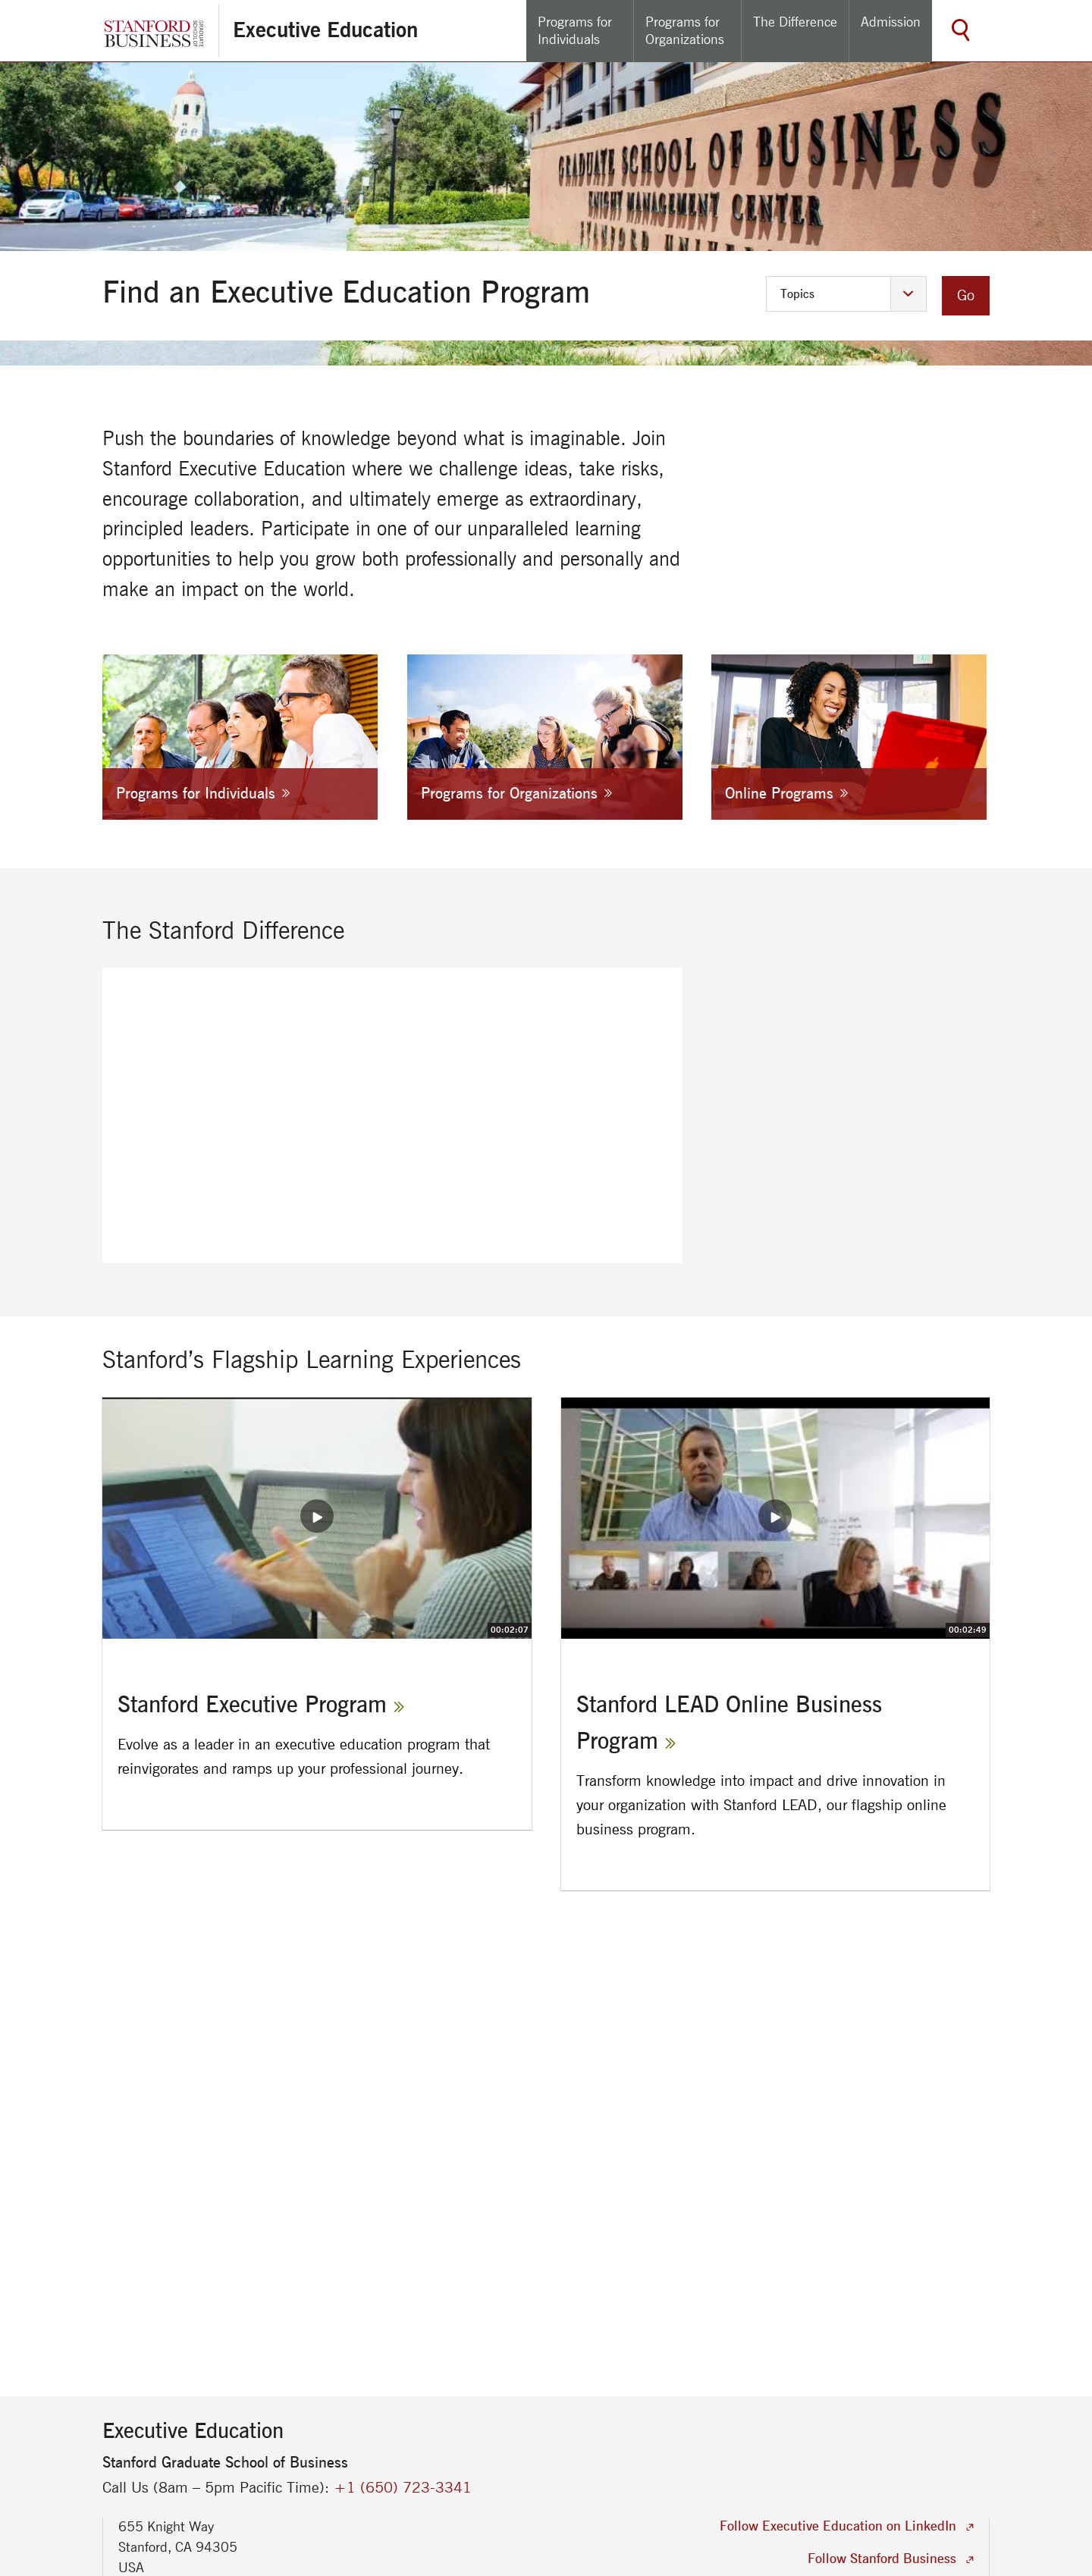 STANFORD
BUSINESS
GRADUATE
SCHOOL OF
Executive Education
Programs for
Individuals
Programs for
Organizations
The Difference
Admission
GRADUATE SCHOOL OF BUSINESS
KNIGHT MANAGEMENT CENTER
STANFORD UNIVERSITY
Find an Executive Education Program
Topics
Go
Push the boundaries of knowledge beyond what is imaginable. Join
Stanford Executive Education where we challenge ideas, take risks,
encourage collaboration, and ultimately emerge as extraordinary,
principled leaders. Participate in one of our unparalleled learning
opportunities to help you grow both professionally and personally and
make an impact on the world.
Programs for Individuals »
Programs for Organizations »
Online Programs »
The Stanford Difference
Stanford’s Flagship Learning Experiences
00:02:07
00:02:49
Stanford Executive Program »
Evolve as a leader in an executive education program that
reinvigorates and ramps up your professional journey.
Stanford LEAD Online Business
Program »
Transform knowledge into impact and drive innovation in
your organization with Stanford LEAD, our flagship online
business program.
Executive Education
Stanford Graduate School of Business
Call Us (8am – 5pm Pacific Time): +1 (650) 723-3341
655 Knight Way
Stanford, CA 94305
USA
Follow Executive Education on LinkedIn
Follow Stanford Business